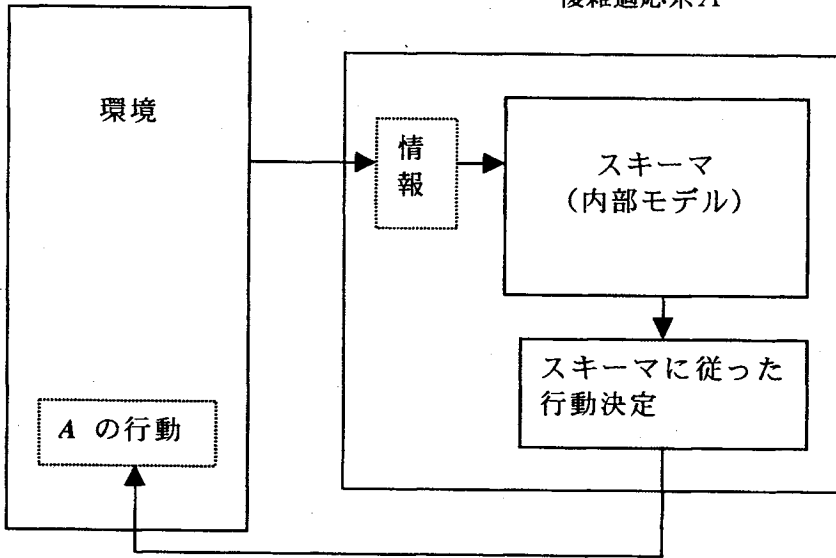 環境
情
報
スキーマ
(内部モデル)
スキーマに従った
行動決定
A の行動